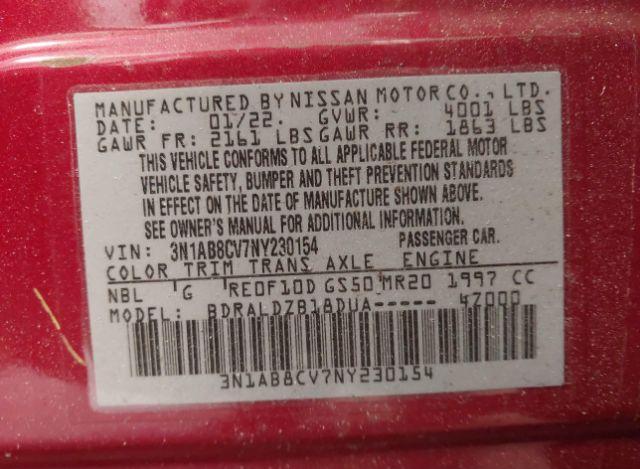 MANUFACTURED BY NISSAN MOTOR CO., LTD.
DATE: 01/22. GVWR: 4001 LBS
GAWR FR: 2161 LBS GAWR RR: 1863 LBS
THIS VEHICLE CONFORMS TO ALL APPLICABLE FEDERAL MOTOR
VEHICLE SAFETY, BUMPER AND THEFT PREVENTION STANDARDS
IN EFFECT ON THE DATE OF MANUFACTURE SHOWN ABOVE.
SEE OWNER'S MANUAL FOR ADDITIONAL INFORMATION.
VIN: 3N1AB8CV7NY230154 PASSENGER CAR.
COLOR TRIM TRANS AXLE ENGINE
NBL G RE0F10D GS50 MR20 1997 CC
MODEL: BDRALDZB18DUA----- 47000
3N1AB8CV7NY230154